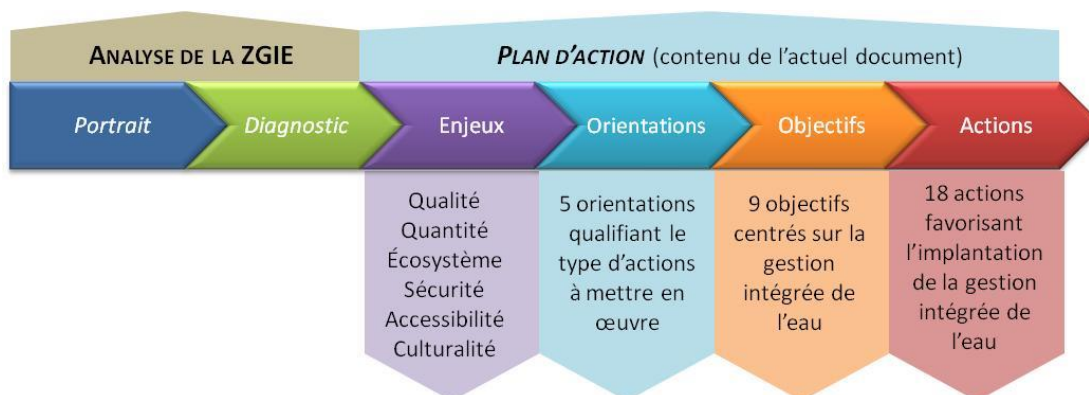 ANALYSE DE LA ZGIE
PLAN D'ACTION (contenu de l'actuel document)
Portrait
Diagnostic
Enjeux
Orientations
Objectifs
Actions
Qualité
Quantité
Écosystème
Sécurité
Accessibilité
Culturalité
5 orientations
qualifiant le
type d'actions
à mettre en
œuvre
9 objectifs
centrés sur la
gestion
intégrée de
l'eau
18 actions
favorisant
l'implantation
de la gestion
intégrée de
l'eau